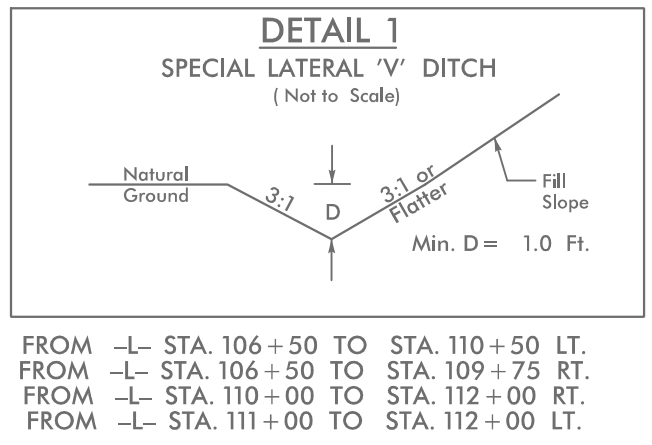 DETAIL 1
SPECIAL LATERAL 'V' DITCH
( Not to Scale)
Natural
Ground
3:1
D
3:1 or
Flatter
Fill
Slope
Min. D = 1.0 Ft.
FROM –L– STA. 106+50 TO STA. 110+50 LT.
FROM –L– STA. 106+50 TO STA. 109+75 RT.
FROM –L– STA. 110+00 TO STA. 112+00 RT.
FROM –L– STA. 111+00 TO STA. 112+00 LT.